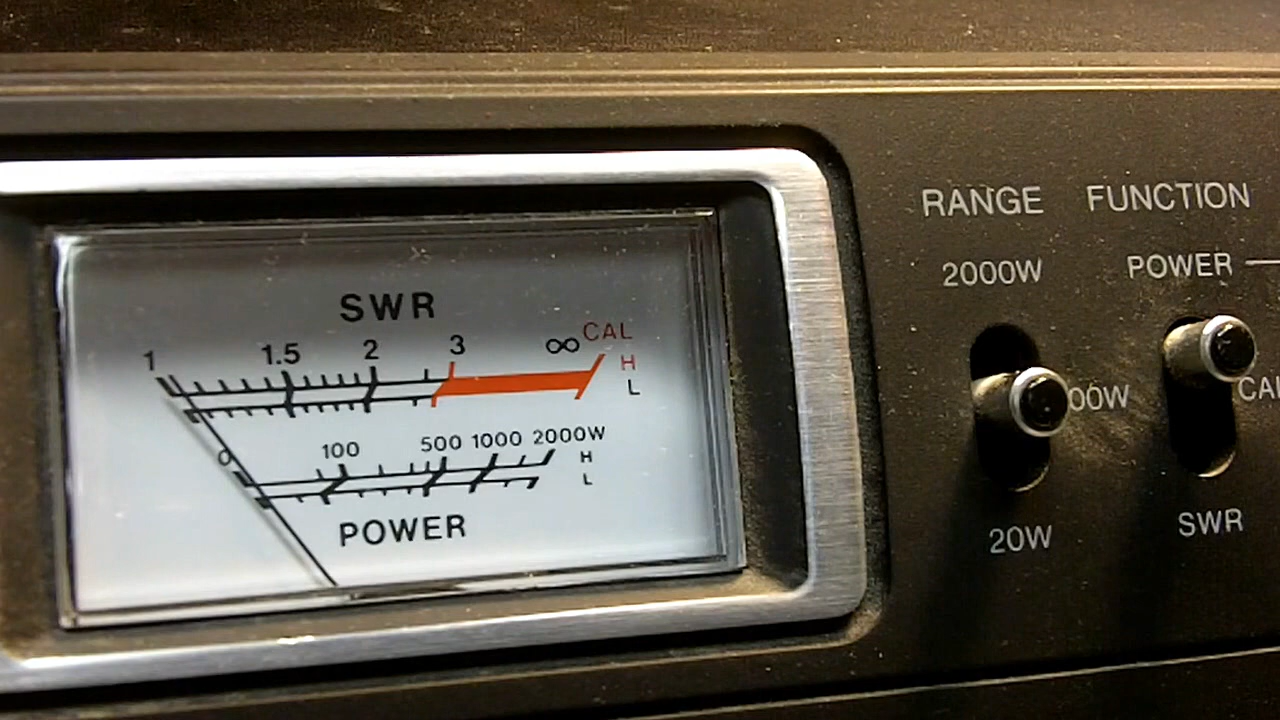 SWR
1 1.5 2 3 ∞ CAL
H
L
0 100 500 1000 2000W
H
L
POWER
RANGE
2000W
20W
FUNCTION
POWER
SWR